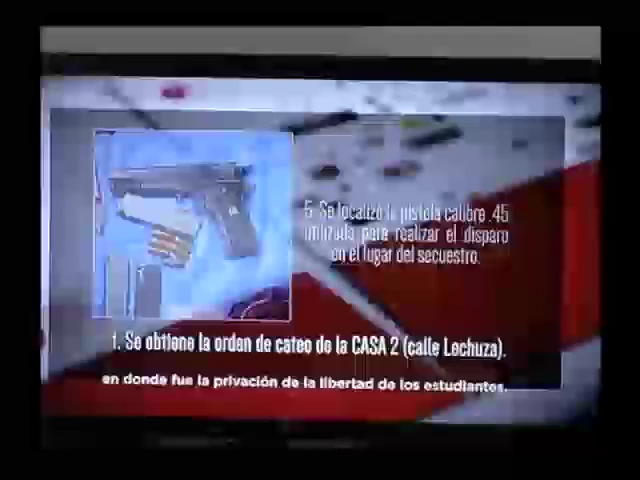 5. Se localizó la pistola calibre .45
utilizada para realizar el disparo
en el lugar del secuestro.
1. Se obtiene la orden de cateo de la CASA 2 (calle Lechuza).
en donde fue la privación de la libertad de los estudiantes.